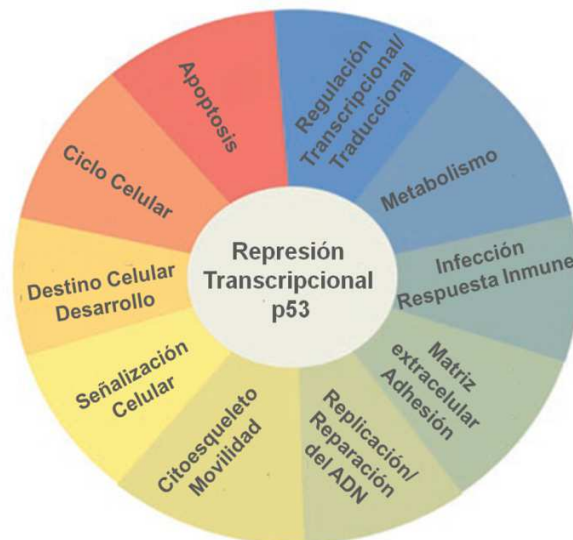 Represión
Transcripcional
p53
Regulación
Transcripcional/
Traduccional
Metabolismo
Infección
Respuesta Inmune
Matriz
extracelular
Adhesión
Replicación/
Reparación
del ADN
Citoesqueleto
Movilidad
Señalización
Celular
Destino Celular
Desarrollo
Ciclo Celular
Apoptosis